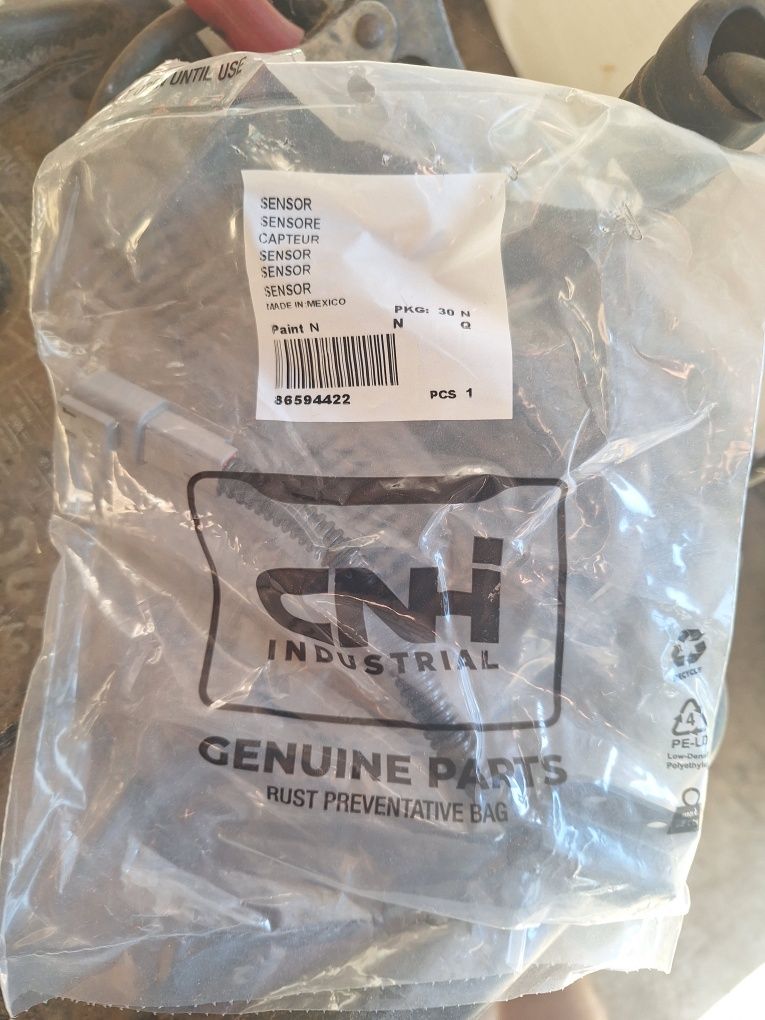 UNTIL USE
SENSOR
SENSORE
CAPTEUR
SENSOR
SENSOR
SENSOR
MADE IN:MEXICO
PKG: 30 N
Paint N N Q
86594422 PCS 1
CNH
INDUSTRIAL
GENUINE PARTS
RUST PREVENTATIVE BAG
RECYCLE
4
PE-LD
Low-Density